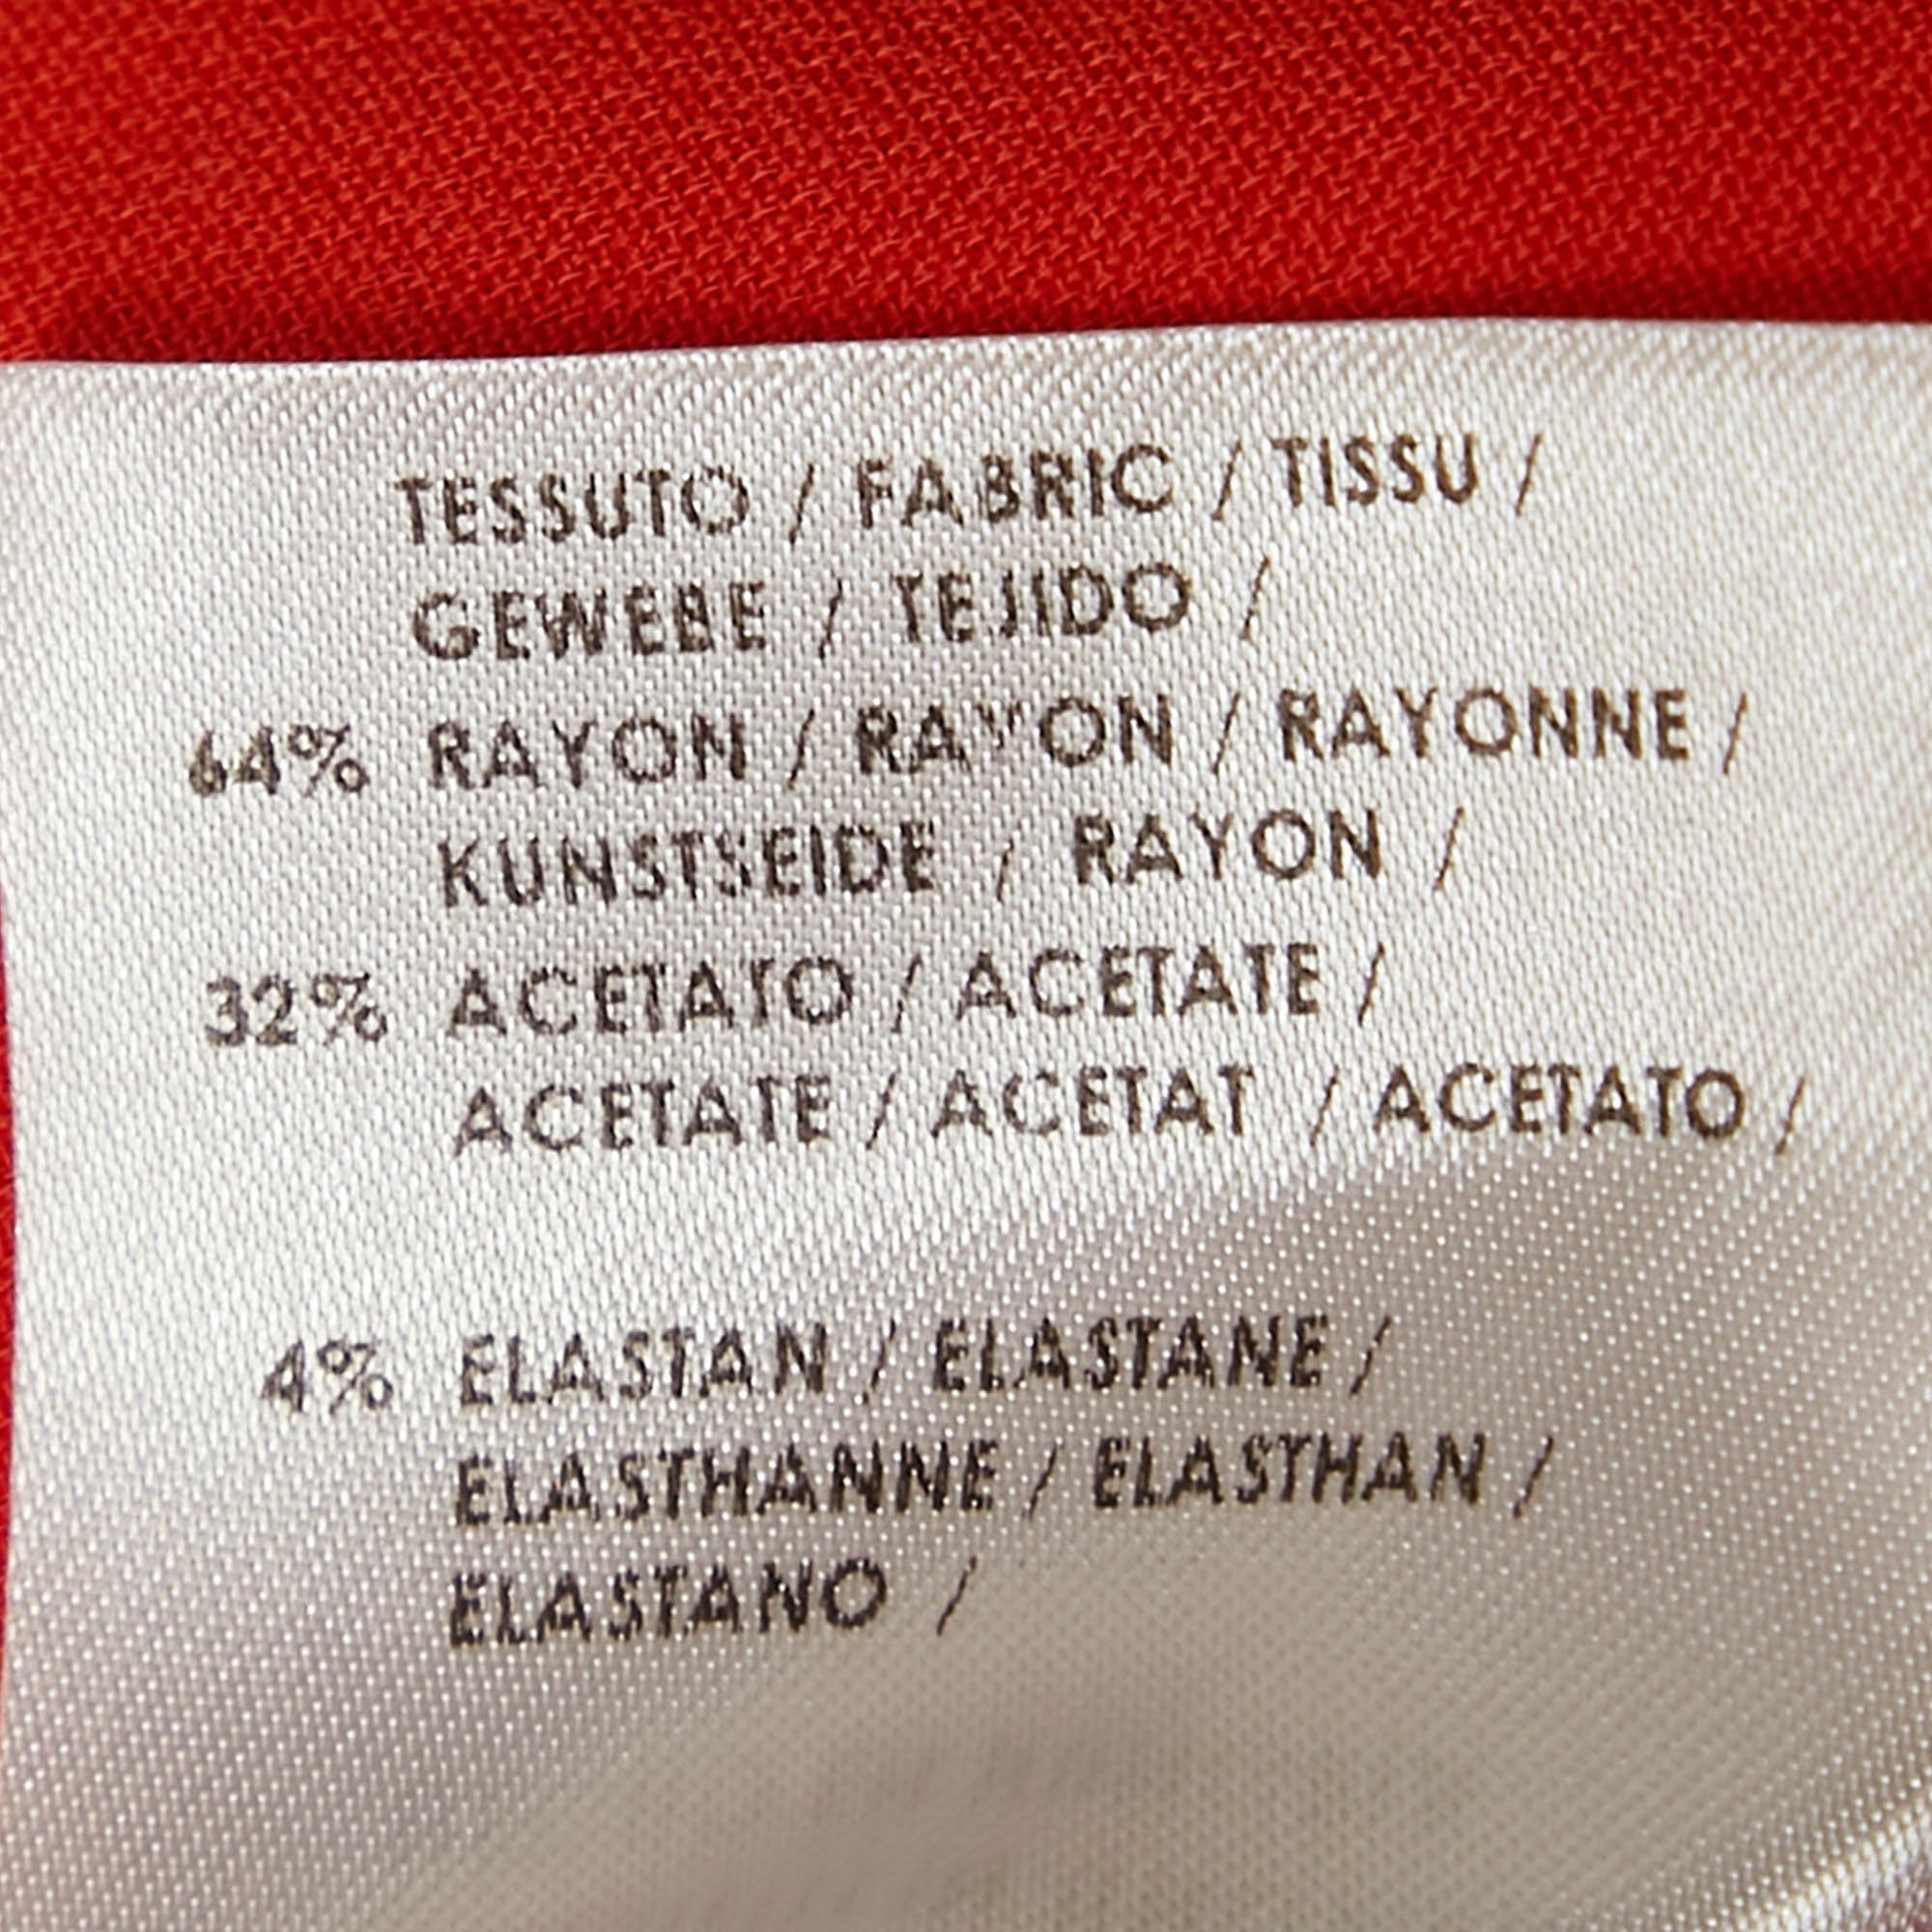 TESSUTO / FABRIC / TISSU /
GEWEBE / TEJIDO /
64% RAYON / RAYON / RAYONNE /
KUNSTSEIDE / RAYON /
32% ACETATO / ACETATE /
ACETATE / ACETAT / ACETATO /
4% ELASTAN / ELASTANE /
ELASTHANNE / ELASTHAN /
ELASTANO /